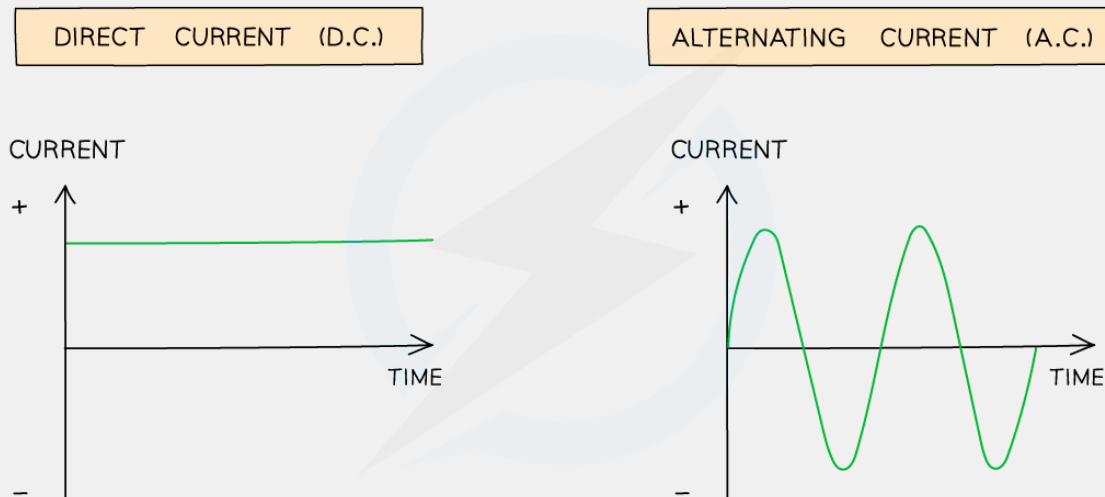 DIRECT CURRENT (D.C.)
ALTERNATING CURRENT (A.C.)
CURRENT
+
TIME
–
CURRENT
+
TIME
–